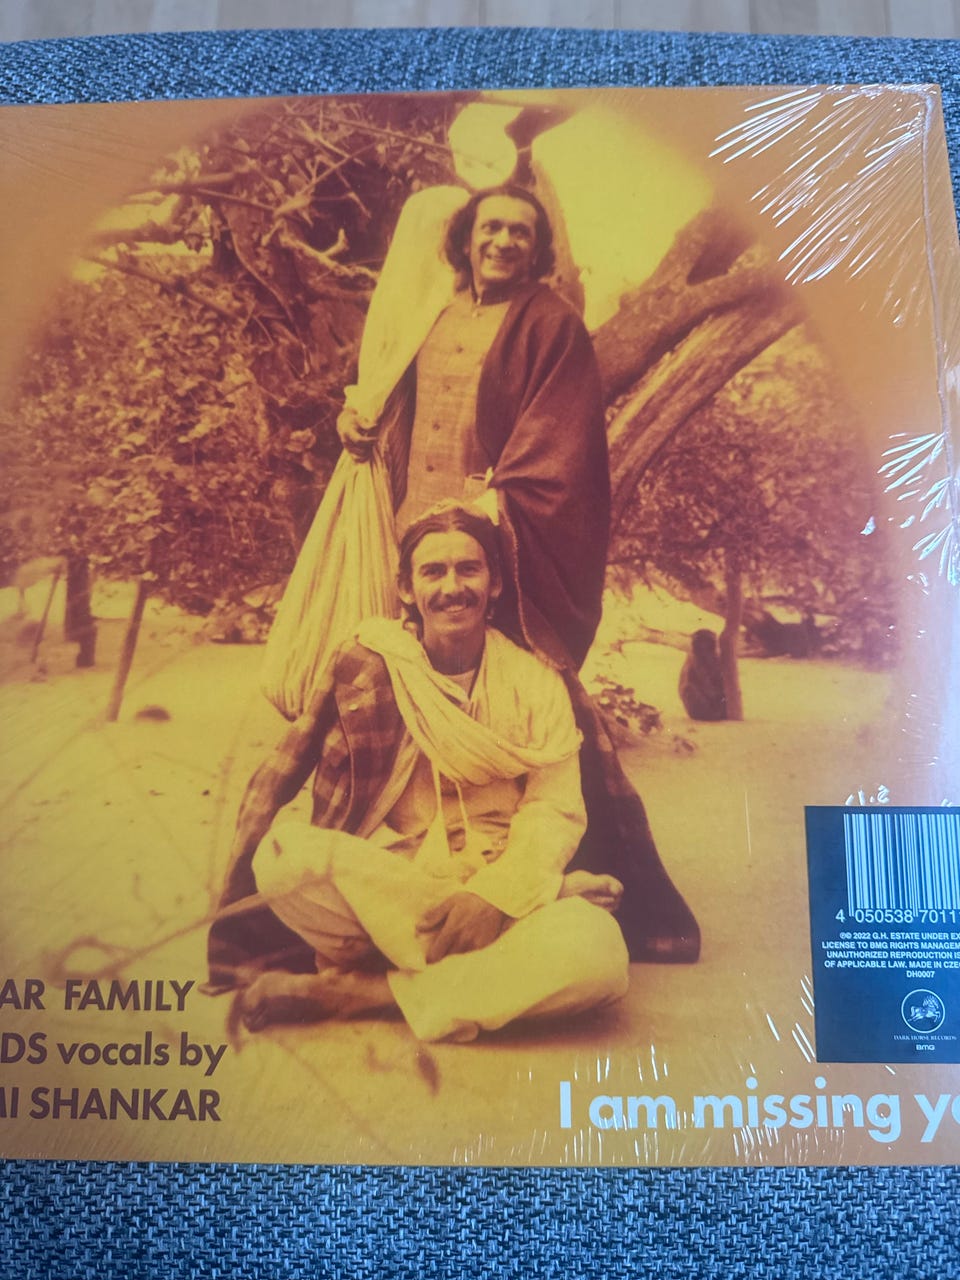 AR FAMILY
DS vocals by
MI SHANKAR
I am missing yo
4 050538 7011
℗© 2022 G.H. ESTATE UNDER EX
LICENSE TO BMG RIGHTS MANAGEM
UNAUTHORIZED REPRODUCTION IS
OF APPLICABLE LAW. MADE IN CZE
DH0007
DARK HORSE RECORDS
BMG